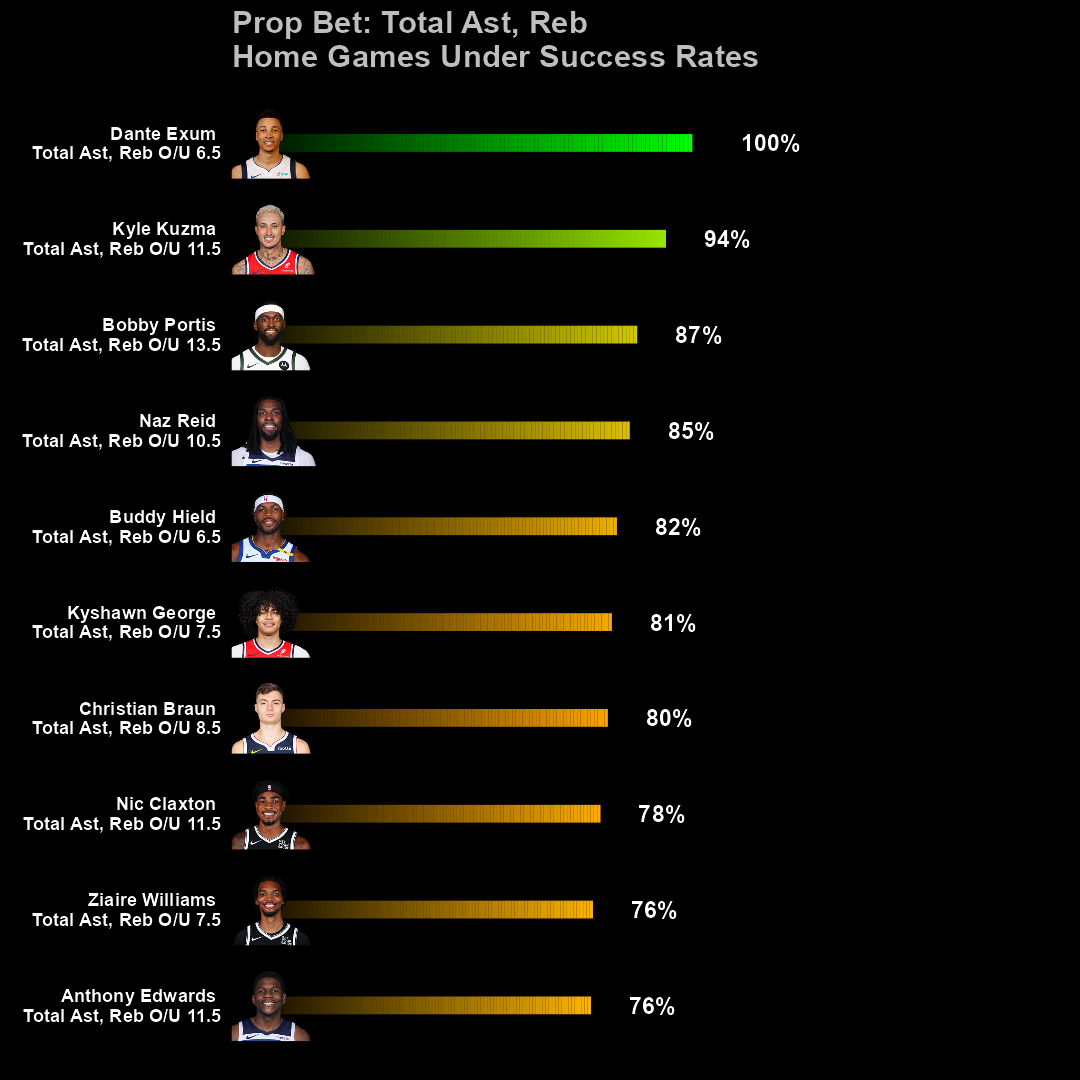 Prop Bet: Total Ast, Reb
Home Games Under Success Rates
Dante Exum
Total Ast, Reb O/U 6.5
100%
Kyle Kuzma
Total Ast, Reb O/U 11.5
94%
Bobby Portis
Total Ast, Reb O/U 13.5
87%
Naz Reid
Total Ast, Reb O/U 10.5
85%
Buddy Hield
Total Ast, Reb O/U 6.5
82%
Kyshawn George
Total Ast, Reb O/U 7.5
81%
Christian Braun
Total Ast, Reb O/U 8.5
80%
Nic Claxton
Total Ast, Reb O/U 11.5
78%
Ziaire Williams
Total Ast, Reb O/U 7.5
76%
Anthony Edwards
Total Ast, Reb O/U 11.5
76%